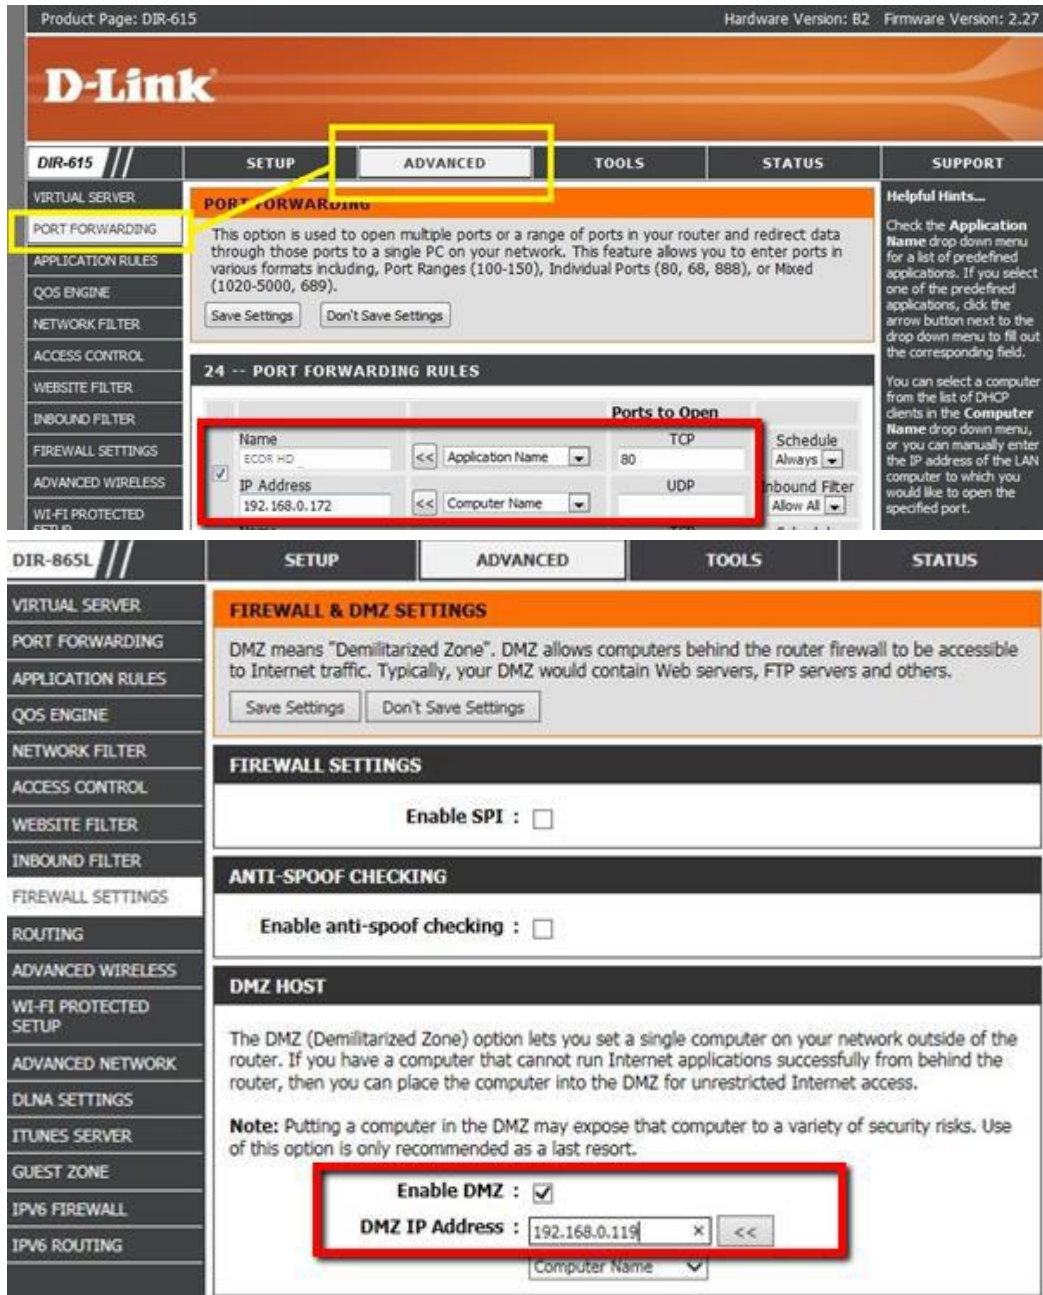 Product Page: DIR-615
Hardware Version: B2 Firmware Version: 2.27
D-Link
DIR-615
SETUP
ADVANCED
TOOLS
STATUS
SUPPORT
VIRTUAL SERVER
PORT FORWARDING
APPLICATION RULES
QOS ENGINE
NETWORK FILTER
ACCESS CONTROL
WEBSITE FILTER
INBOUND FILTER
FIREWALL SETTINGS
ADVANCED WIRELESS
WI-FI PROTECTED
SETUP
PORT FORWARDING
This option is used to open multiple ports or a range of ports in your router and redirect data
through those ports to a single PC on your network. This feature allows you to enter ports in
various formats including, Port Ranges (100-150), Individual Ports (80, 68, 888), or Mixed
(1020-5000, 689).
Save Settings
Don't Save Settings
24 -- PORT FORWARDING RULES
Ports to Open
Name
ECOR HD _
<<
Application Name
TCP
80
Schedule
Always
IP Address
192.168.0.172
<<
Computer Name
UDP
Inbound Filter
Allow All
Name
TCP
Schedule
Helpful Hints...
Check the Application
Name drop down menu
for a list of predefined
applications. If you select
one of the predefined
applications, click the
arrow button next to the
drop down menu to fill out
the corresponding field.
You can select a computer
from the list of DHCP
clients in the Computer
Name drop down menu,
or you can manually enter
the IP address of the LAN
computer to which you
would like to open the
specified port.
DIR-865L
SETUP
ADVANCED
TOOLS
STATUS
VIRTUAL SERVER
PORT FORWARDING
APPLICATION RULES
QOS ENGINE
NETWORK FILTER
ACCESS CONTROL
WEBSITE FILTER
INBOUND FILTER
FIREWALL SETTINGS
ROUTING
ADVANCED WIRELESS
WI-FI PROTECTED
SETUP
ADVANCED NETWORK
DLNA SETTINGS
ITUNES SERVER
GUEST ZONE
IPV6 FIREWALL
IPV6 ROUTING
FIREWALL & DMZ SETTINGS
DMZ means "Demilitarized Zone". DMZ allows computers behind the router firewall to be accessible
to Internet traffic. Typically, your DMZ would contain Web servers, FTP servers and others.
Save Settings
Don't Save Settings
FIREWALL SETTINGS
Enable SPI :
ANTI-SPOOF CHECKING
Enable anti-spoof checking :
DMZ HOST
The DMZ (Demilitarized Zone) option lets you set a single computer on your network outside of the
router. If you have a computer that cannot run Internet applications successfully from behind the
router, then you can place the computer into the DMZ for unrestricted Internet access.
Note: Putting a computer in the DMZ may expose that computer to a variety of security risks. Use
of this option is only recommended as a last resort.
Enable DMZ :
DMZ IP Address : 192.168.0.119 × <<
Computer Name